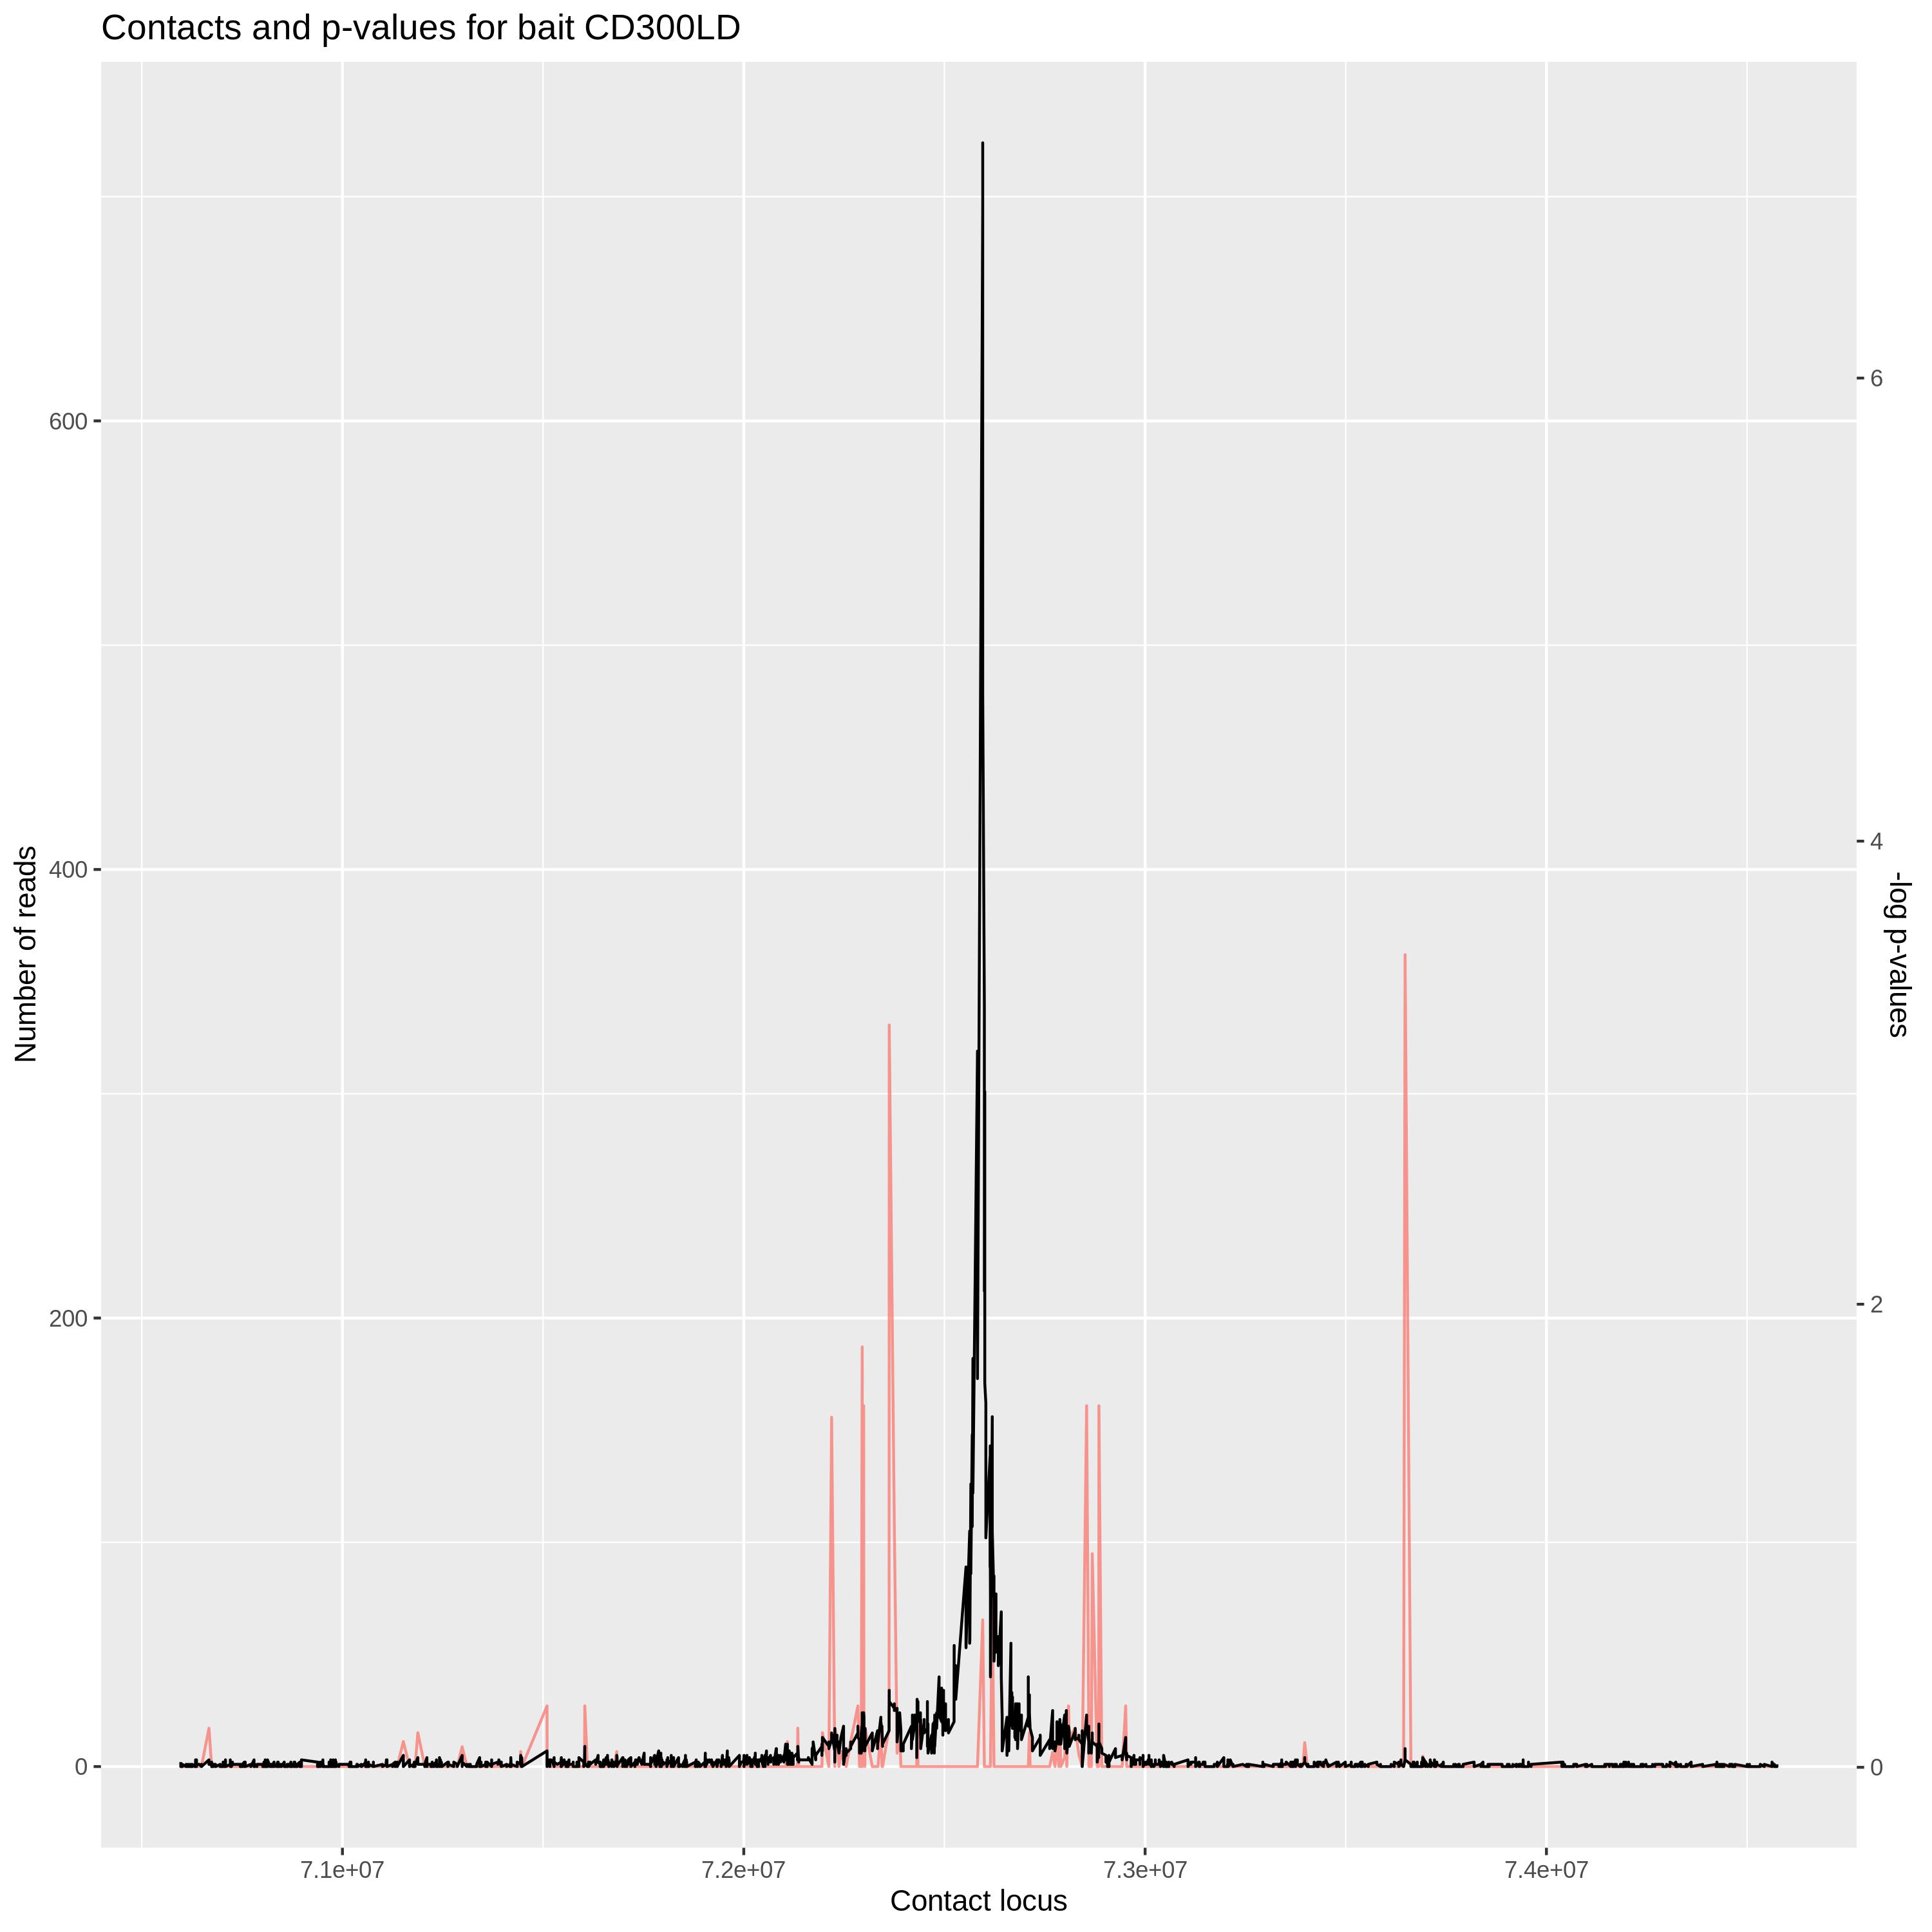 Contacts and p-values for bait CD300LD
600
400
200
0
6
4
2
0
Number of reads
-log p-values
7.1e+07
7.2e+07
7.3e+07
7.4e+07
Contact locus